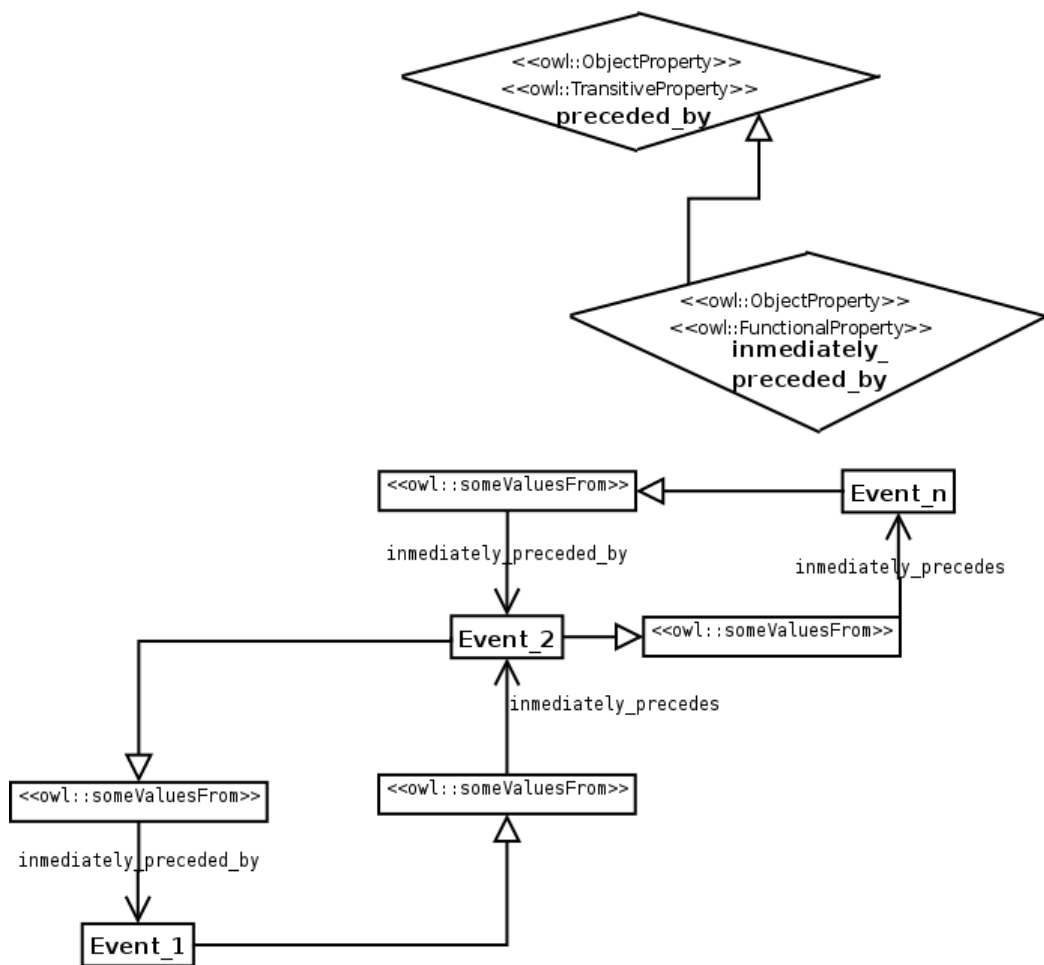 <<owl::ObjectProperty>>
<<owl::TransitiveProperty>>
preceded_by
<<owl::ObjectProperty>>
<<owl::FunctionalProperty>>
inmediately_
preceded_by
<<owl::someValuesFrom>>
Event_n
inmediately_preceded_by
inmediately_precedes
Event_2
<<owl::someValuesFrom>>
inmediately_precedes
<<owl::someValuesFrom>>
<<owl::someValuesFrom>>
inmediately_preceded_by
Event_1